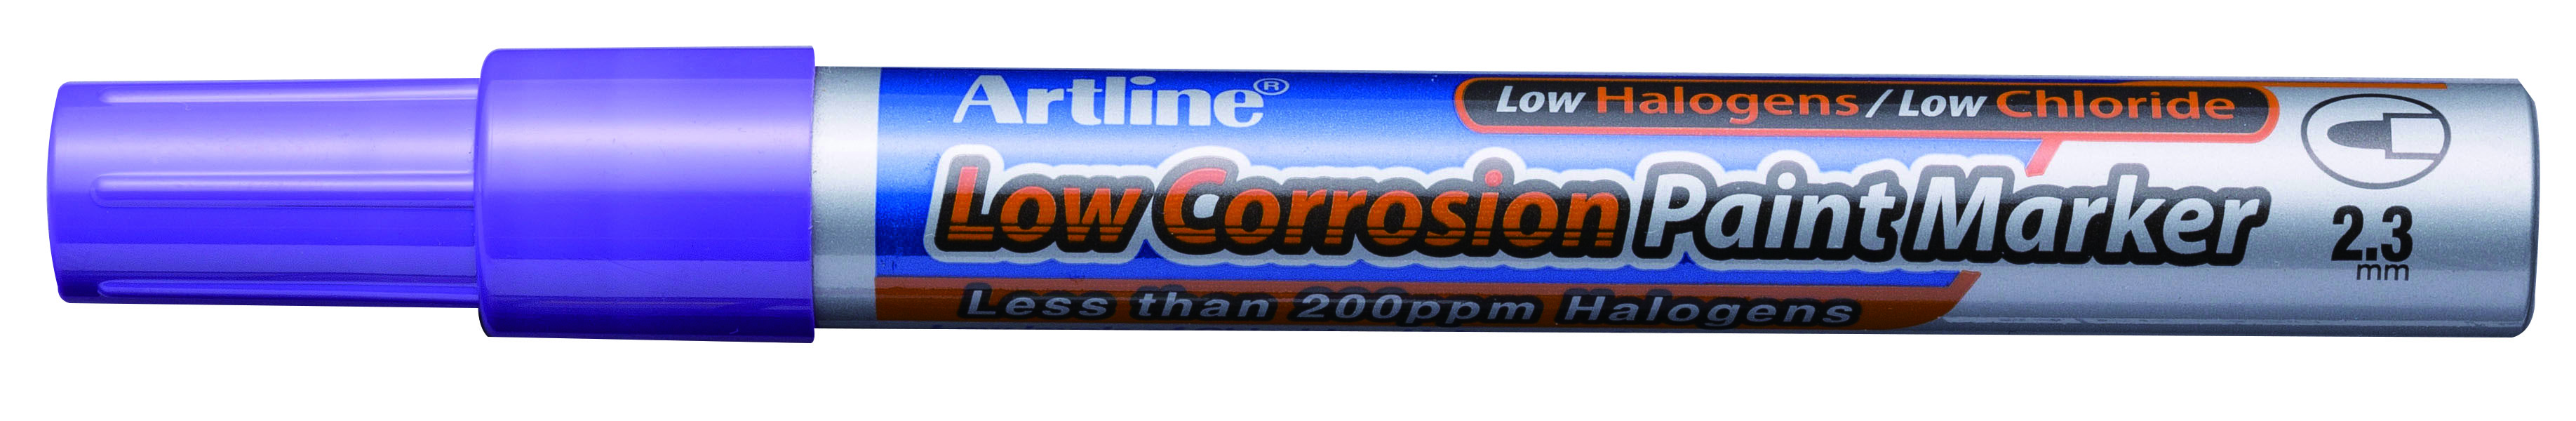 Artline®
Low Halogens / Low Chloride
Low Corrosion Paint Marker
2.3
mm
Less than 200ppm Halogens